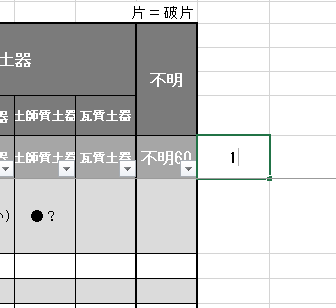 片＝破片
土器
不明
器 土師質土器 瓦質土器
器 土師質土器 瓦質土器 不明60 1
い) ●？